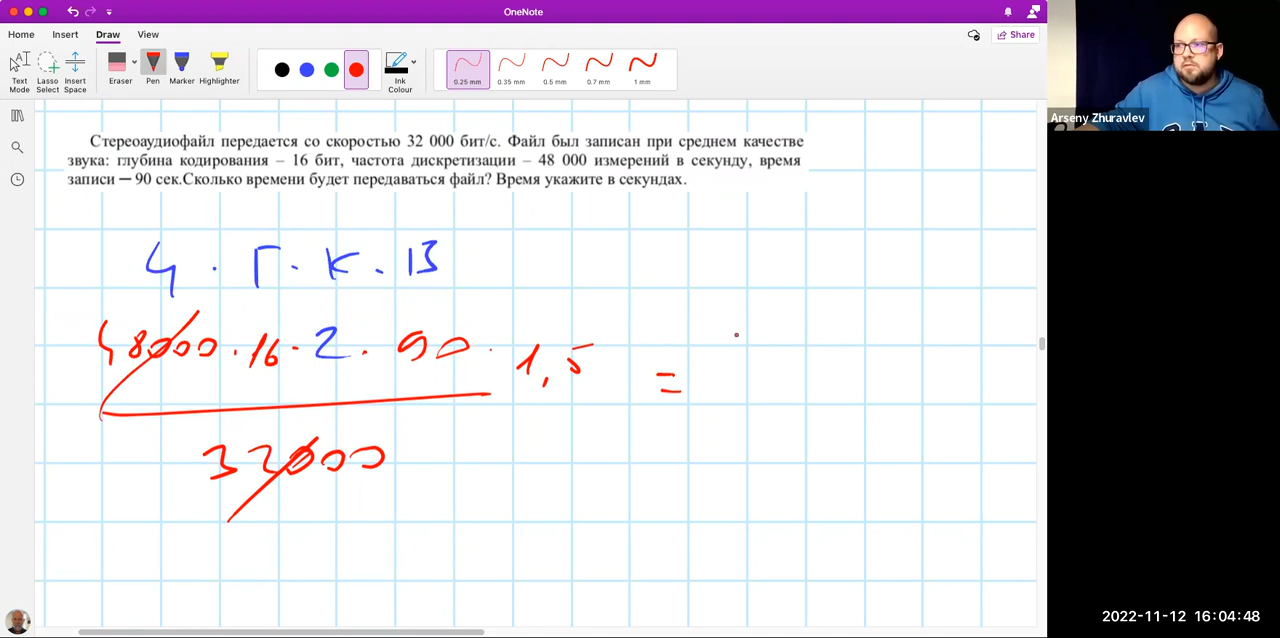 OneNote
Home Insert Draw View
Share
Text Mode
Lasso Select
Insert Space
Eraser
Pen
Marker
Highlighter
Ink Colour
0.25 mm
0.35 mm
0.5 mm
0.7 mm
1 mm
Arseny Zhuravlev
Стереоаудиофайл передается со скоростью 32 000 бит/с. Файл был записан при среднем качестве
звука: глубина кодирования – 16 бит, частота дискретизации – 48 000 измерений в секунду, время
записи — 90 сек.Сколько времени будет передаваться файл? Время укажите в секундах.
Ч · Г · К · В
48000 · 16 · 2 · 90 · 1,5 =
32000
2022-11-12 16:04:48